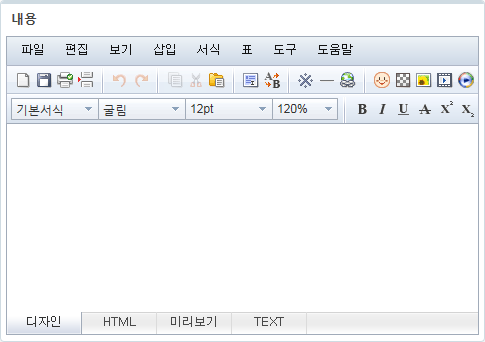 내용
파일 편집 보기 삽입 서식 표 도구 도움말
기본서식 굴림 12pt 120% B I U A X² X₂
디자인 HTML 미리보기 TEXT